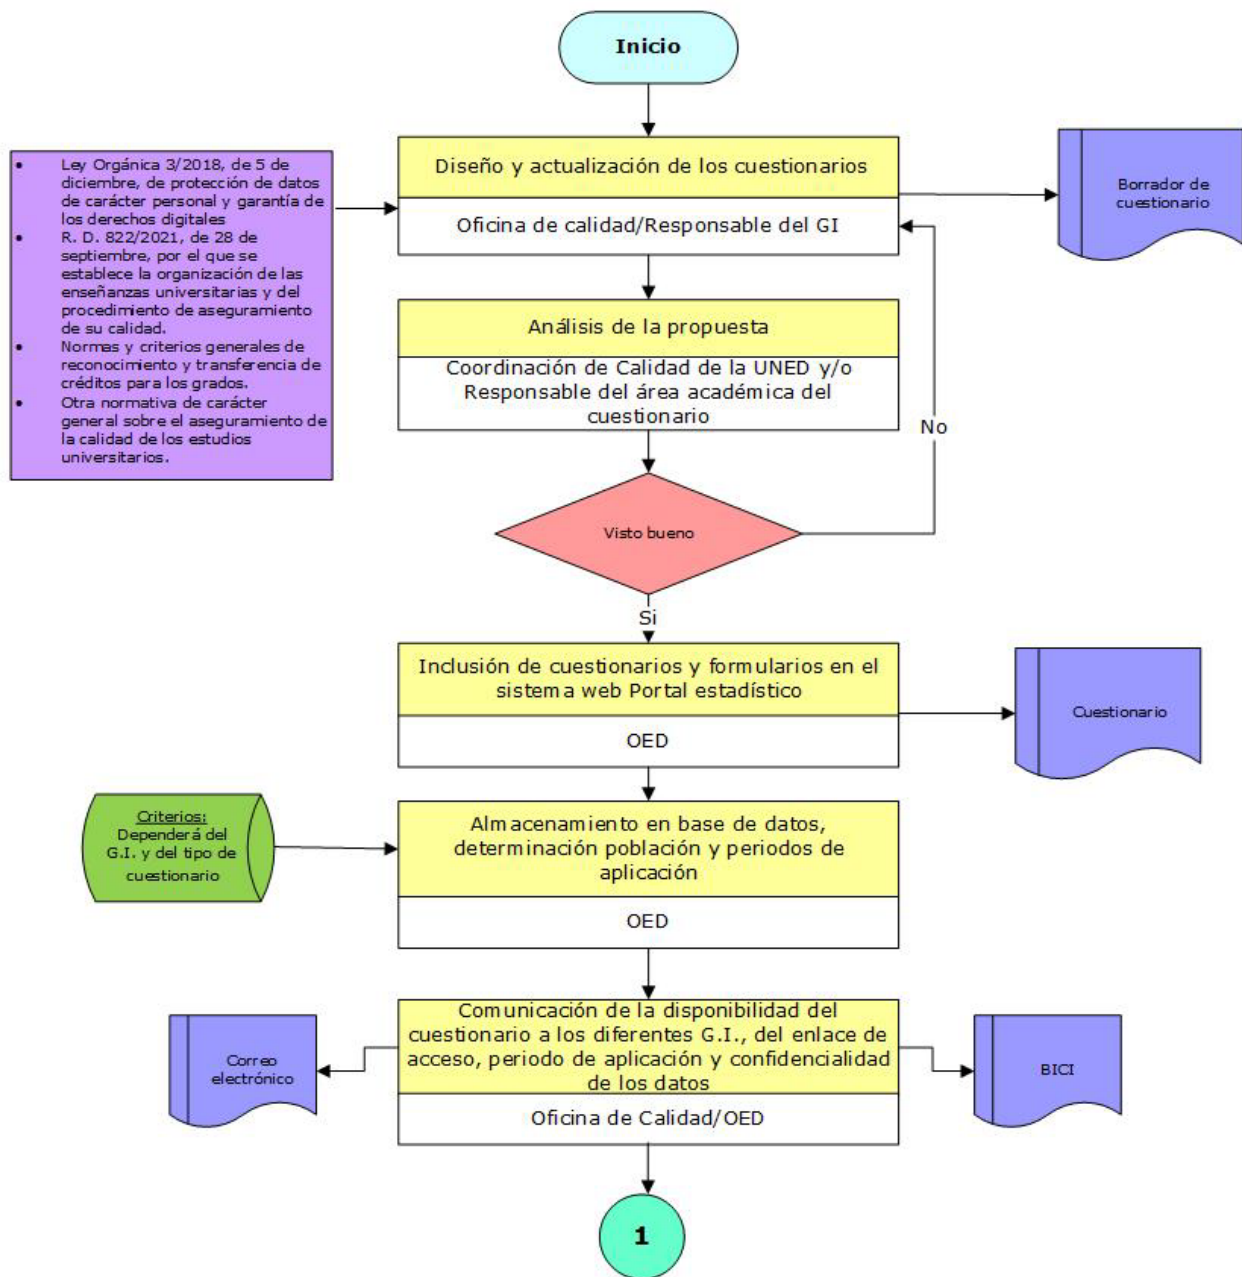 Inicio
Diseño y actualización de los cuestionarios
Oficina de calidad/Responsable del GI
Borrador de
cuestionario
• Ley Orgánica 3/2018, de 5 de
diciembre, de protección de datos
de carácter personal y garantía de
los derechos digitales
• R. D. 822/2021, de 28 de
septiembre, por el que se
establece la organización de las
enseñanzas universitarias y del
procedimiento de aseguramiento
de su calidad.
• Normas y criterios generales de
reconocimiento y transferencia de
créditos para los grados.
• Otra normativa de carácter
general sobre el aseguramiento de
la calidad de los estudios
universitarios.
Análisis de la propuesta
Coordinación de Calidad de la UNED y/o
Responsable del área académica del
cuestionario
No
Visto bueno
Si
Inclusión de cuestionarios y formularios en el
sistema web Portal estadístico
OED
Cuestionario
Criterios:
Dependerá del
G.I. y del tipo de
cuestionario
Almacenamiento en base de datos,
determinación población y periodos de
aplicación
OED
Comunicación de la disponibilidad del
cuestionario a los diferentes G.I., del enlace de
acceso, periodo de aplicación y confidencialidad
de los datos
Oficina de Calidad/OED
Correo
electrónico
BICI
1